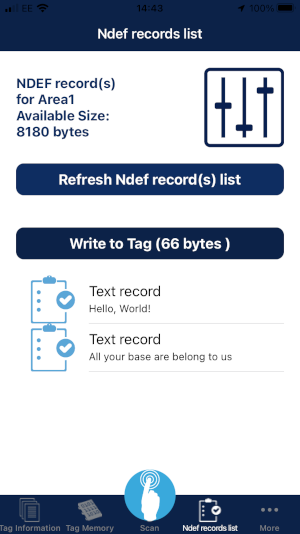 EE 14:43 100%
Ndef records list
NDEF record(s)
for Area1
Available Size:
8180 bytes
Refresh Ndef record(s) list
Write to Tag (66 bytes )
Text record
Hello, World!
Text record
All your base are belong to us
Tag Information Tag Memory Scan Ndef records list More